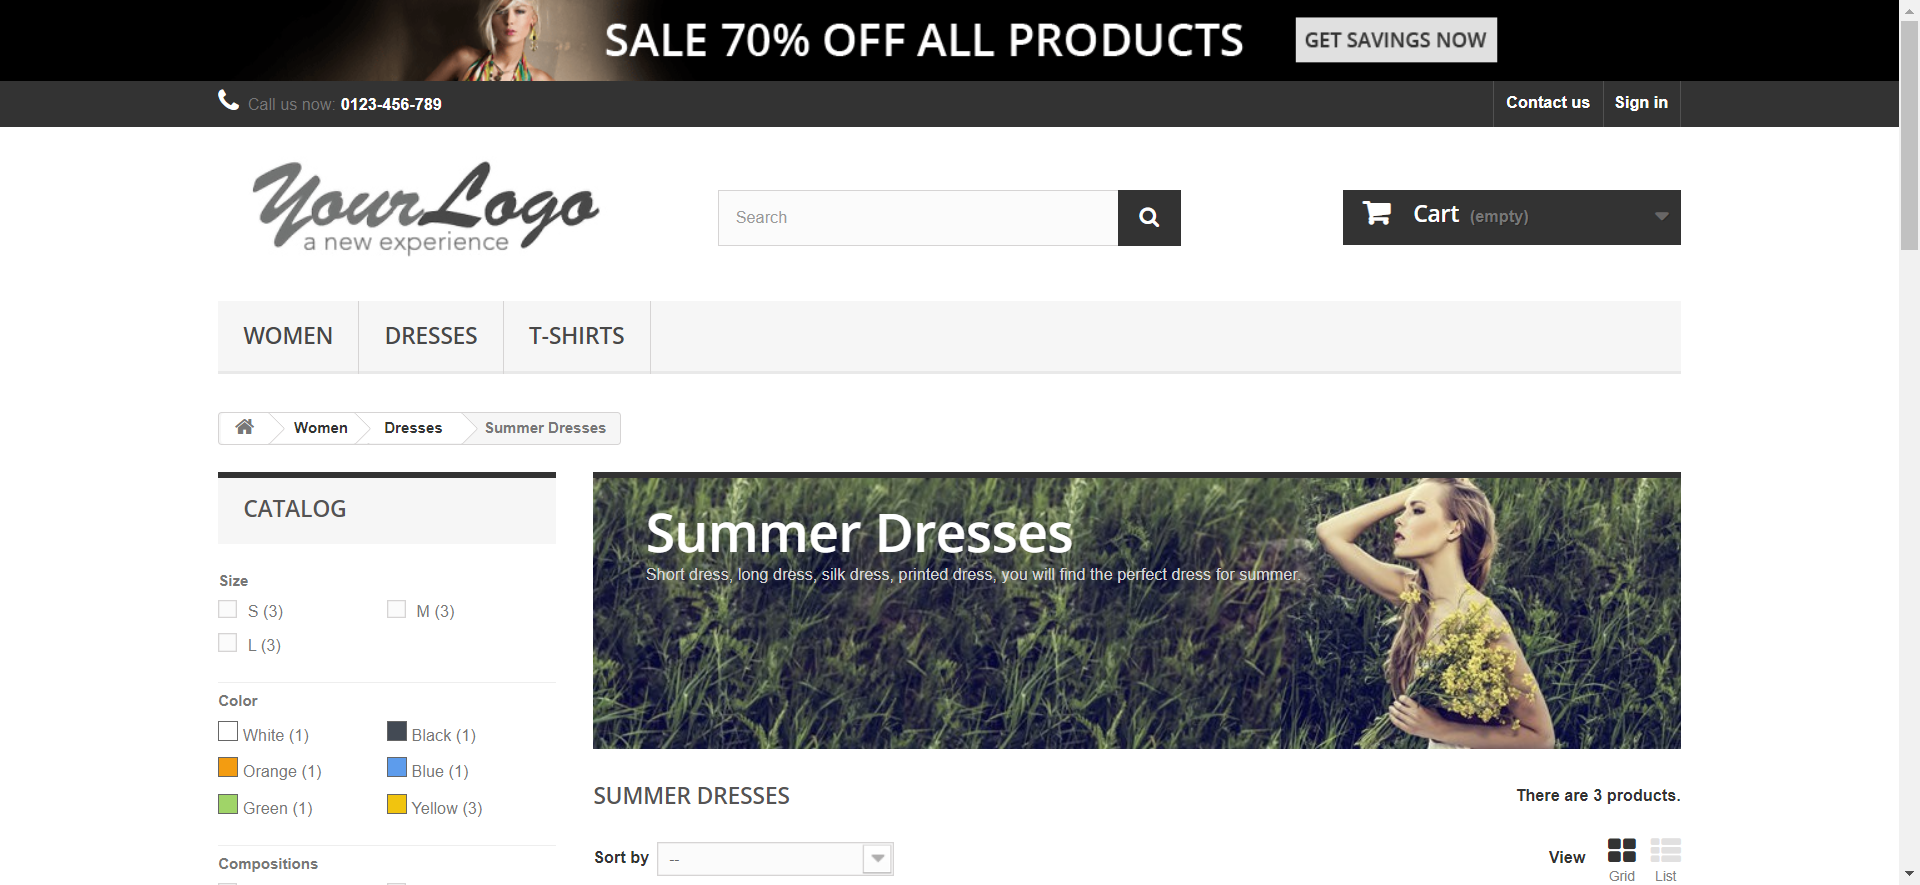 SALE 70% OFF ALL PRODUCTS GET SAVINGS NOW
Call us now: 0123-456-789 Contact us Sign in
YourLogo
a new experience
Search
Cart (empty)
WOMEN DRESSES T-SHIRTS
Women Dresses Summer Dresses
CATALOG
Size
S (3) M (3)
L (3)
Color
White (1) Black (1)
Orange (1) Blue (1)
Green (1) Yellow (3)
Compositions
Summer Dresses
Short dress, long dress, silk dress, printed dress, you will find the perfect dress for summer.
SUMMER DRESSES There are 3 products.
Sort by -- View Grid List